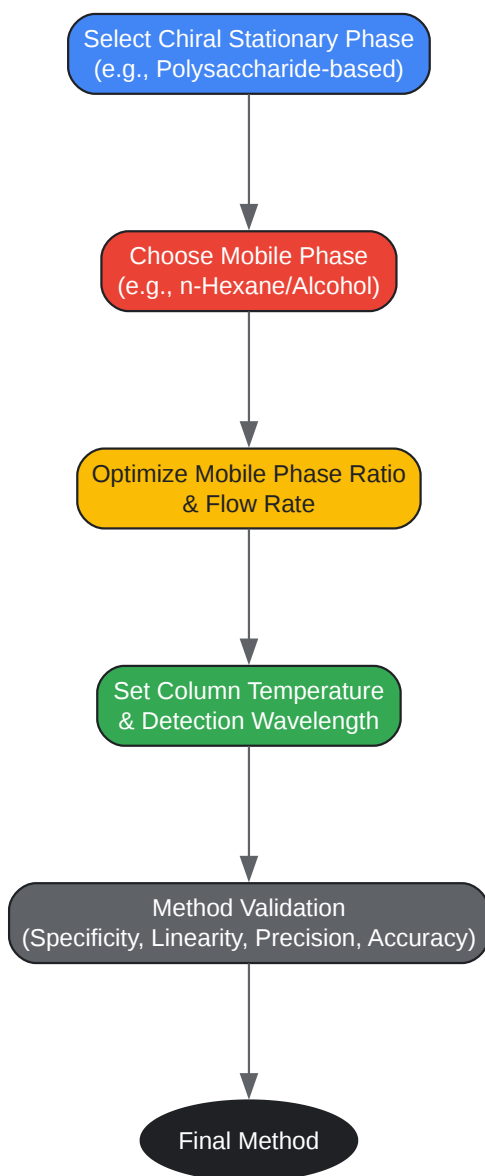 Select Chiral Stationary Phase
(e.g., Polysaccharide-based)
Choose Mobile Phase
(e.g., n-Hexane/Alcohol)
Optimize Mobile Phase Ratio
& Flow Rate
Set Column Temperature
& Detection Wavelength
Method Validation
(Specificity, Linearity, Precision, Accuracy)
Final Method